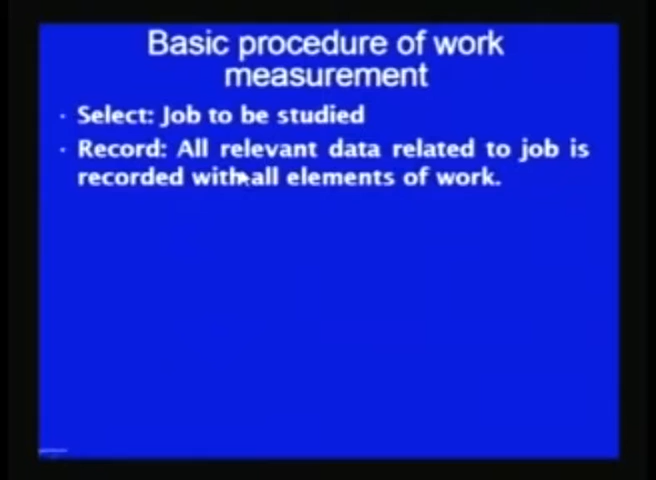 Basic procedure of work
measurement
· Select: Job to be studied
· Record: All relevant data related to job is
recorded with all elements of work.